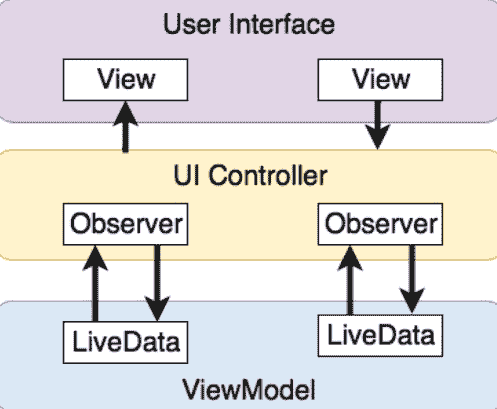 User Interface
View
View
UI Controller
Observer
Observer
LiveData
LiveData
ViewModel